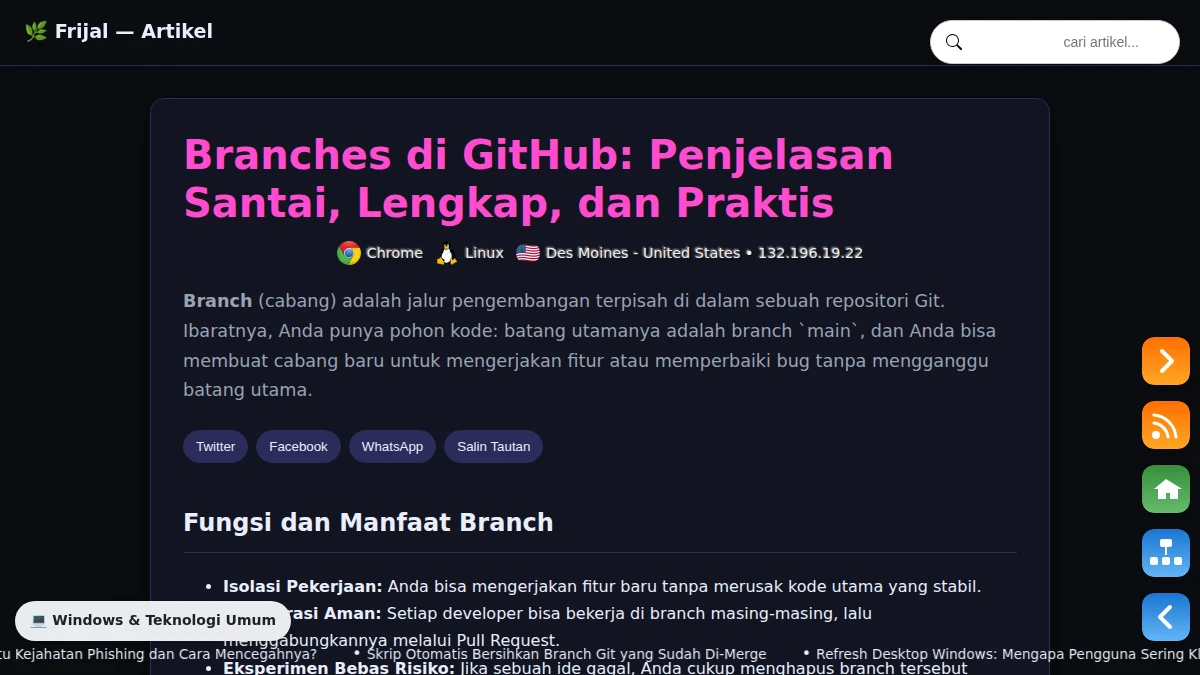 Frijal — Artikel
cari artikel...
Branches di GitHub: Penjelasan
Santai, Lengkap, dan Praktis
Chrome Linux Des Moines - United States • 132.196.19.22
Branch (cabang) adalah jalur pengembangan terpisah di dalam sebuah repositori Git.
Ibaratnya, Anda punya pohon kode: batang utamanya adalah branch `main`, dan Anda bisa
membuat cabang baru untuk mengerjakan fitur atau memperbaiki bug tanpa mengganggu
batang utama.
Twitter Facebook WhatsApp Salin Tautan
Fungsi dan Manfaat Branch
• Isolasi Pekerjaan: Anda bisa mengerjakan fitur baru tanpa merusak kode utama yang stabil.
Aman: Setiap developer bisa bekerja di branch masing-masing, lalu
💻 Windows & Teknologi Umum
menggabungkannya melalui Pull Request.
Kejahatan Phishing dan Cara Mencegahnya? • Skrip Otomatis Bersihkan Branch Git yang Sudah Di-Merge • Refresh Desktop Windows: Mengapa Pengguna Sering
• Eksperimen Bebas Risiko: Jika sebuah ide gagal, Anda cukup menghapus branch tersebut